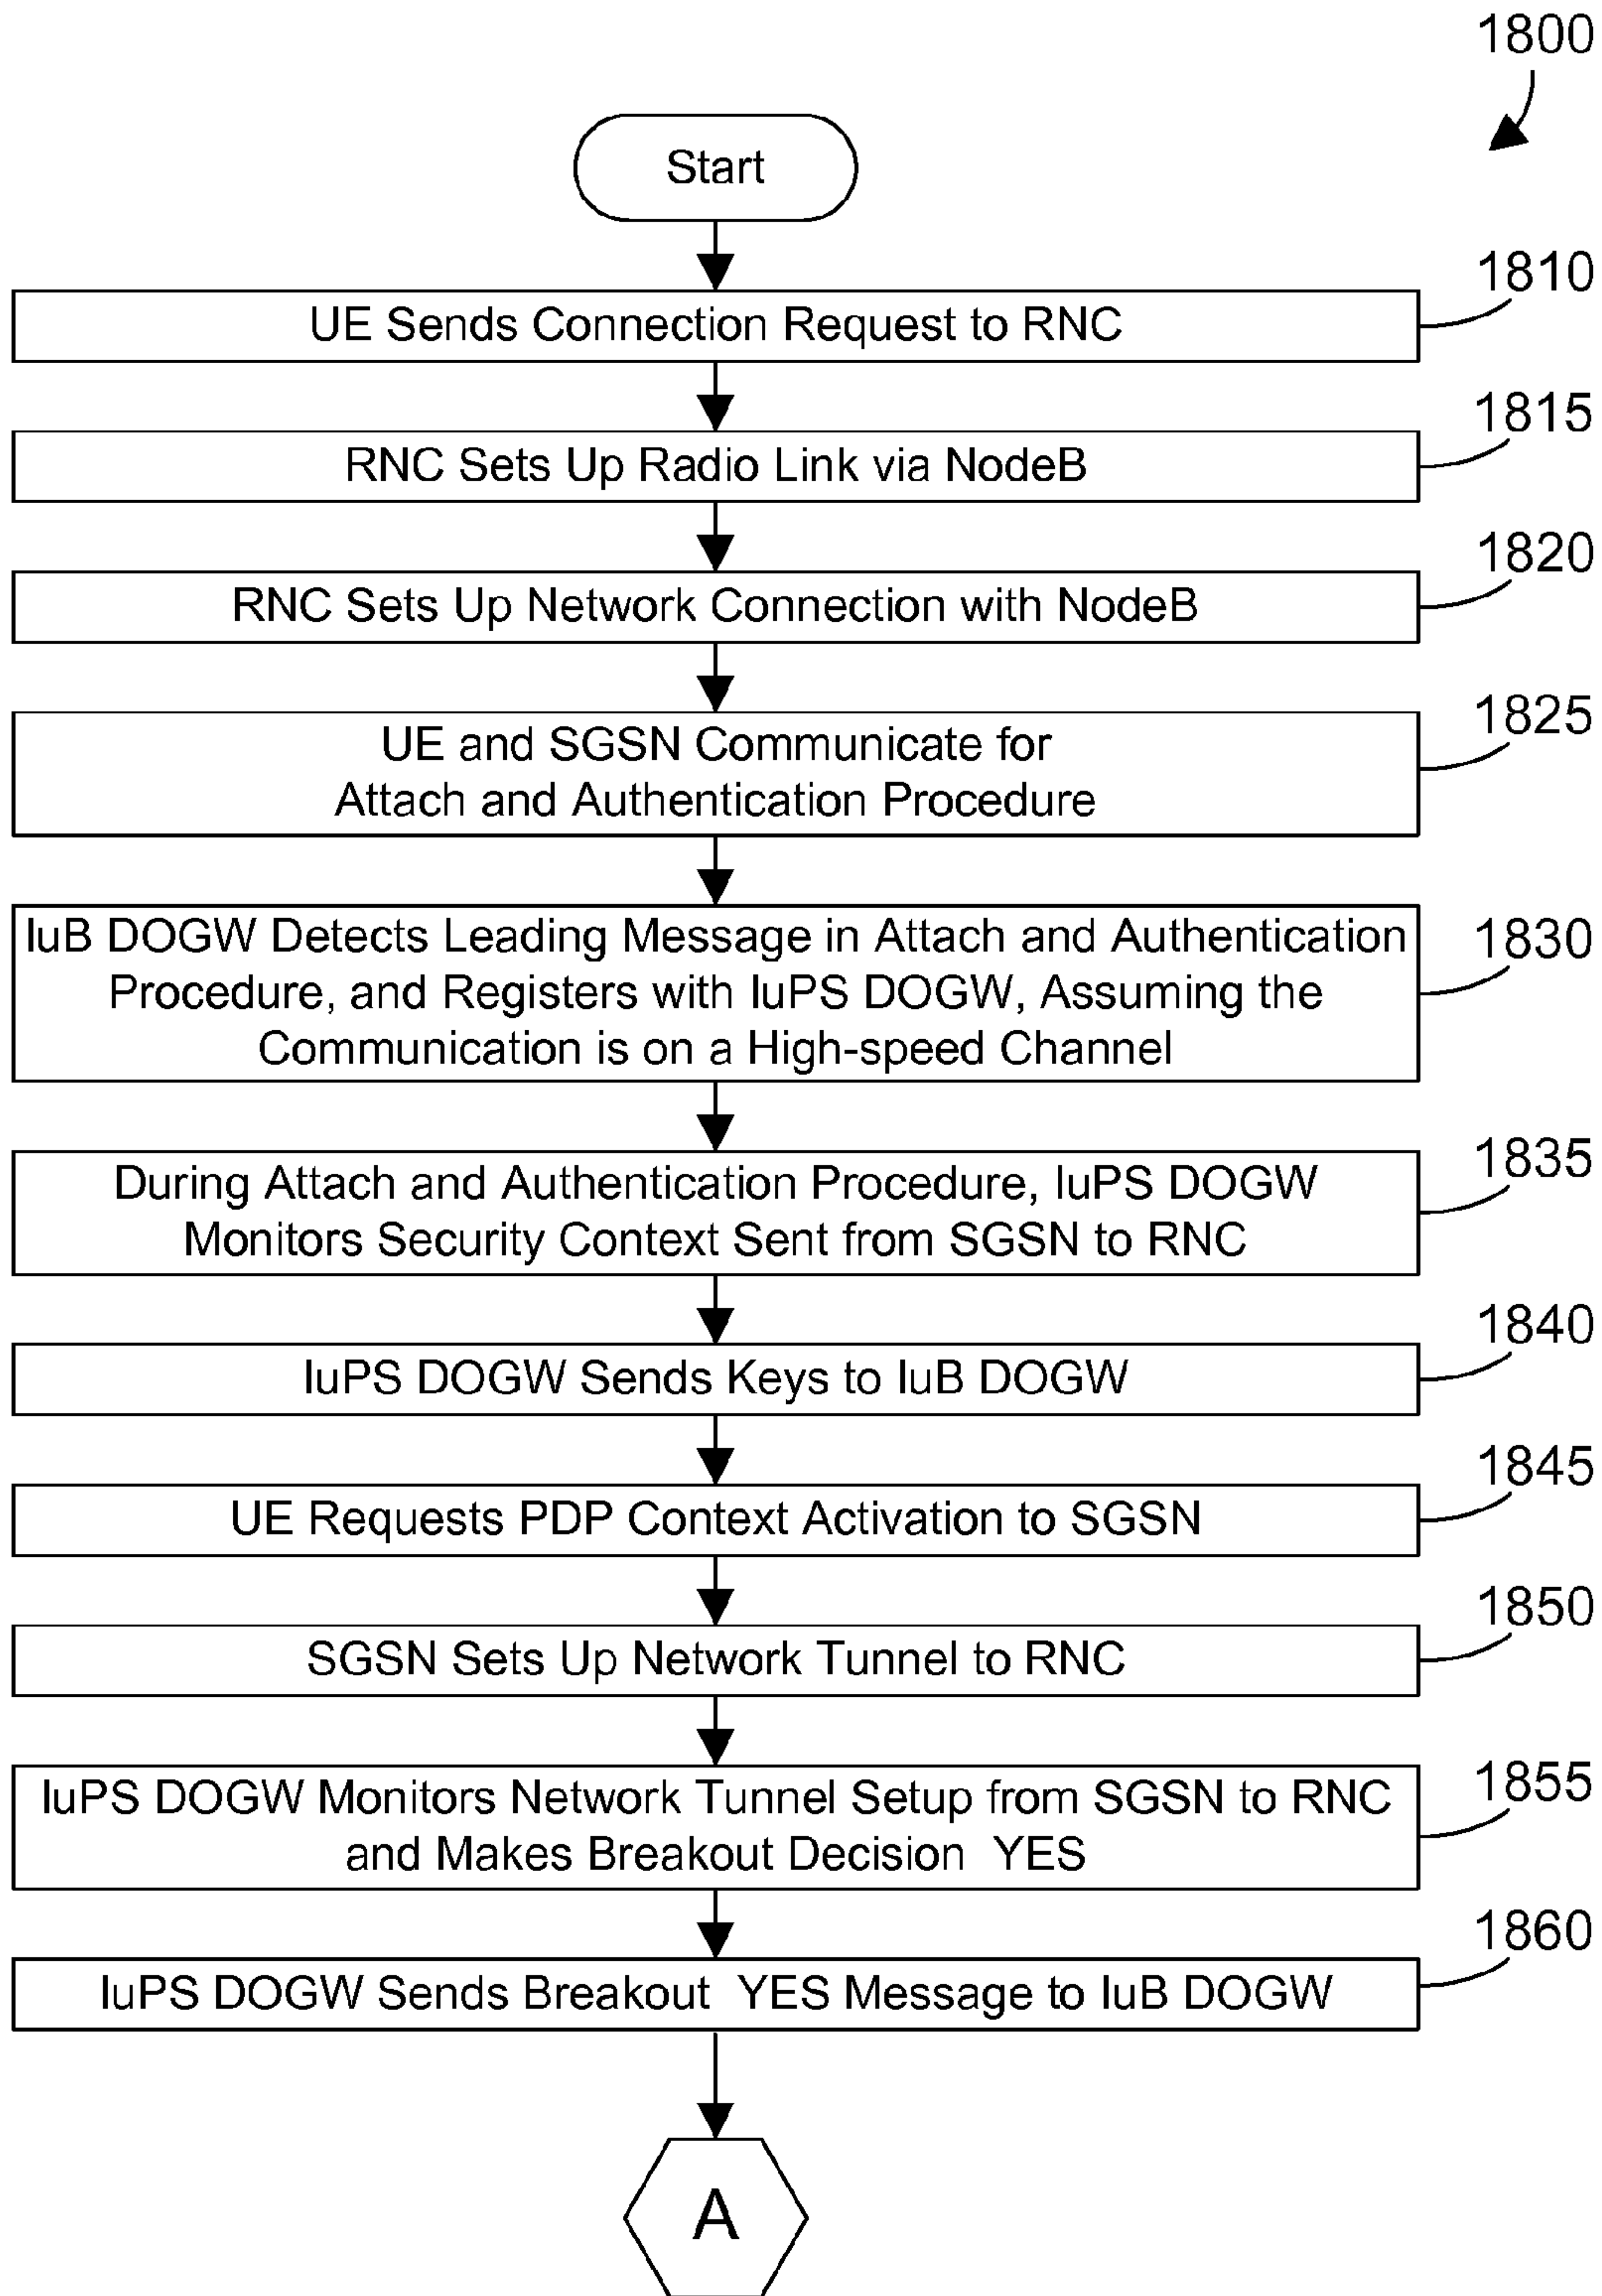 1800
Start
1810
UE Sends Connection Request to RNC
1815
RNC Sets Up Radio Link via NodeB
1820
RNC Sets Up Network Connection with NodeB
1825
UE and SGSN Communicate for
Attach and Authentication Procedure
1830
IuB DOGW Detects Leading Message in Attach and Authentication
Procedure, and Registers with IuPS DOGW, Assuming the
Communication is on a High-speed Channel
1835
During Attach and Authentication Procedure, IuPS DOGW
Monitors Security Context Sent from SGSN to RNC
1840
IuPS DOGW Sends Keys to IuB DOGW
1845
UE Requests PDP Context Activation to SGSN
1850
SGSN Sets Up Network Tunnel to RNC
1855
IuPS DOGW Monitors Network Tunnel Setup from SGSN to RNC
and Makes Breakout Decision YES
1860
IuPS DOGW Sends Breakout YES Message to IuB DOGW
A